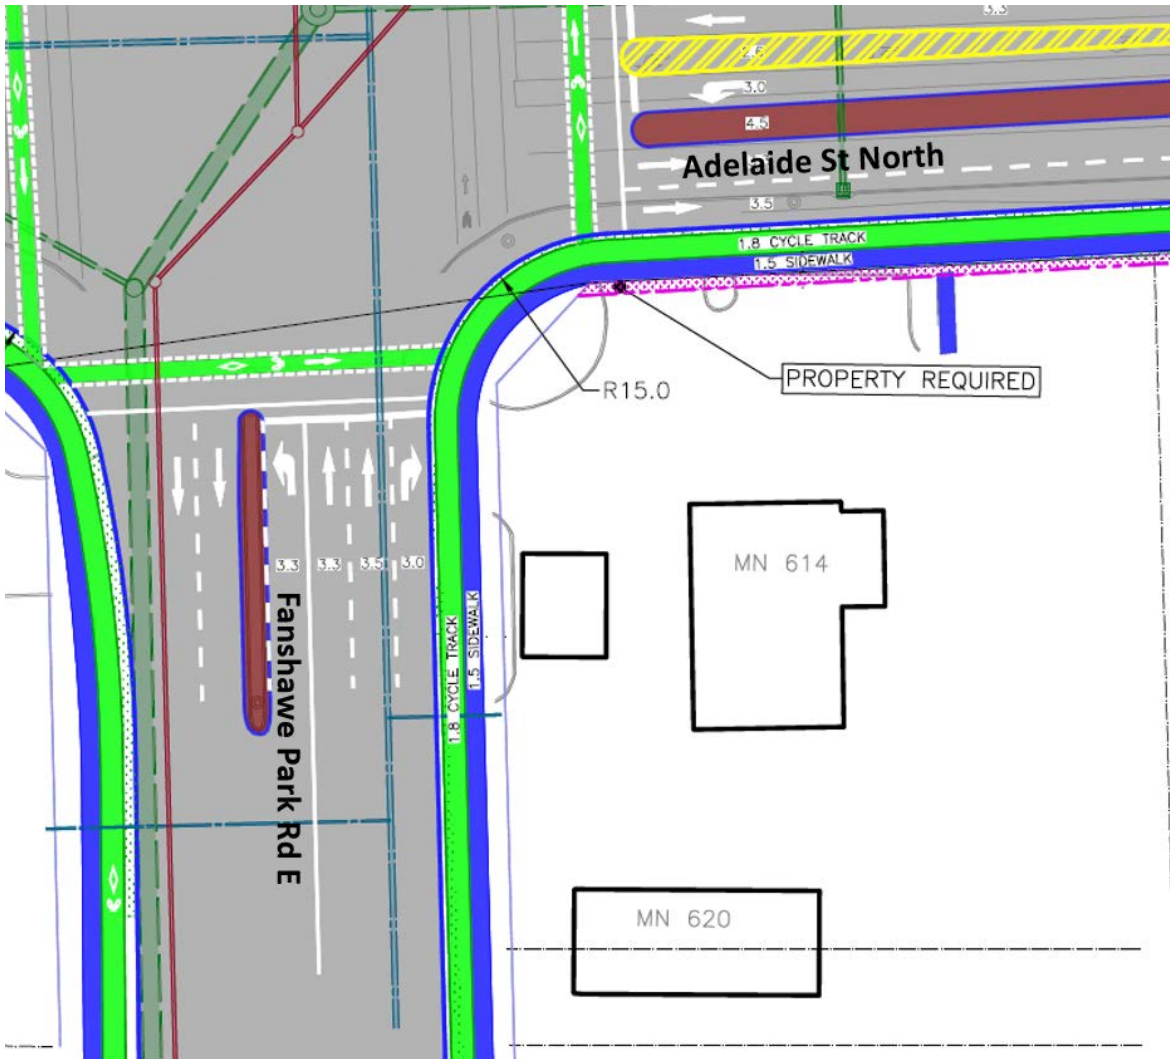 3.3
2.6
3.0
4.5
Adelaide St North
3.5
1.8 CYCLE TRACK
1.5 SIDEWALK
R15.0
PROPERTY REQUIRED
3.3
3.3
3.5
3.0
MN 614
Fanshawe Park Rd E
1.8 CYCLE TRACK
1.5 SIDEWALK
MN 620